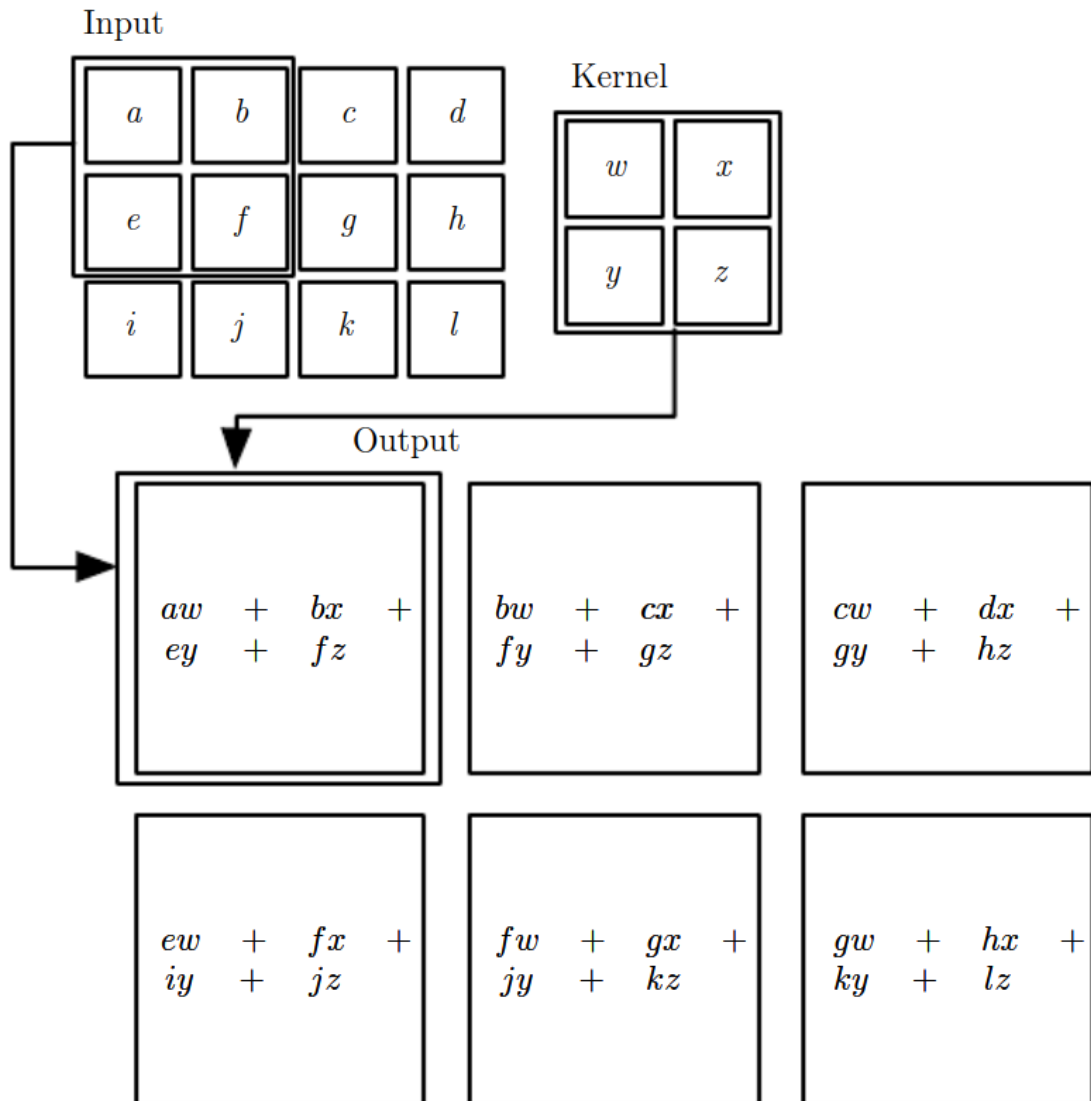 Input
Kernel
a b c d
w x
e f g h
y z
i j k l
Output
aw + bx +
ey + fz
bw + cx +
fy + gz
cw + dx +
gy + hz
ew + fx +
iy + jz
fw + gx +
jy + kz
gw + hx +
ky + lz